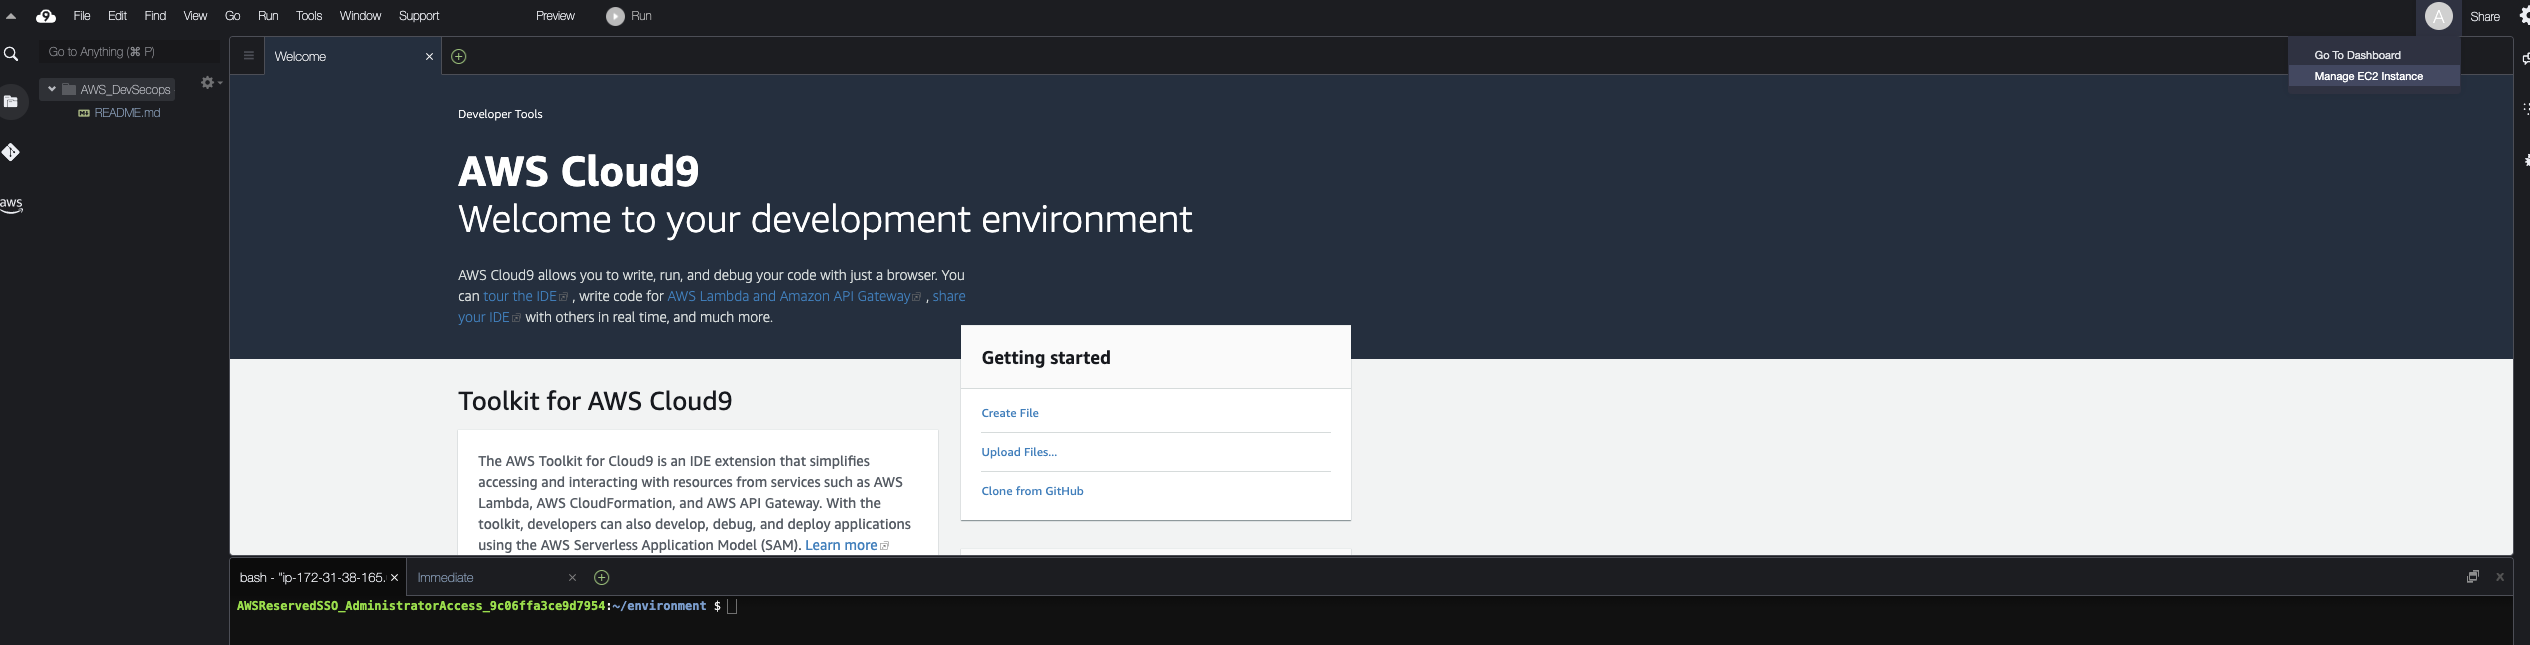 File Edit Find View Go Run Tools Window Support Preview Run A Share
Go to Anything (⌘ P)
Welcome
Go To Dashboard
Manage EC2 Instance
AWS_DevSecops
README.md
aws
Developer Tools
AWS Cloud9
Welcome to your development environment
AWS Cloud9 allows you to write, run, and debug your code with just a browser. You
can tour the IDE , write code for AWS Lambda and Amazon API Gateway , share
your IDE with others in real time, and much more.
Getting started
Create File
Upload Files...
Clone from GitHub
Toolkit for AWS Cloud9
The AWS Toolkit for Cloud9 is an IDE extension that simplifies
accessing and interacting with resources from services such as AWS
Lambda, AWS CloudFormation, and AWS API Gateway. With the
toolkit, developers can also develop, debug, and deploy applications
using the AWS Serverless Application Model (SAM). Learn more
bash - "ip-172-31-38-165. Immediate
AWSReservedSSO_AdministratorAccess_9c06ffa3ce9d7954:~/environment $